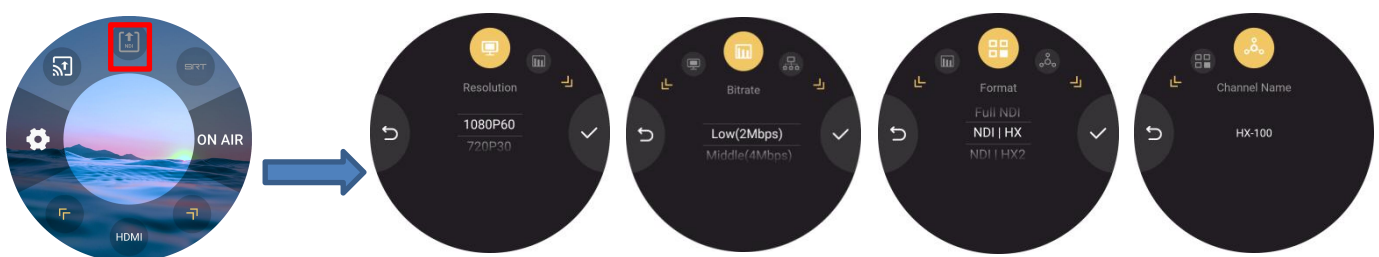 NDI
SRT
ON AIR
HDMI
Resolution
1080P60
720P30
Bitrate
Low(2Mbps)
Middle(4Mbps)
Format
Full NDI
NDI | HX
NDI | HX2
Channel Name
HX-100